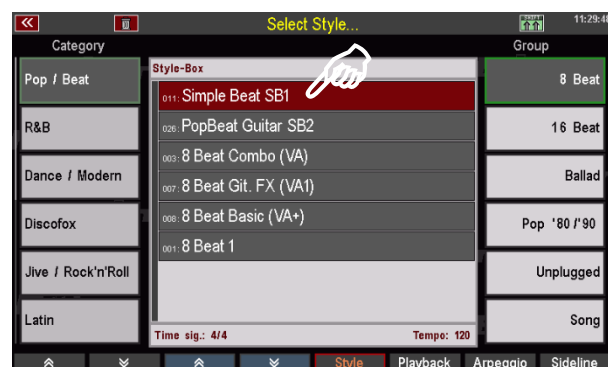 Select Style...
START
11:29:48
Category
Group
Pop / Beat
R&B
Dance / Modern
Discofox
Jive / Rock'n'Roll
Latin
Style-Box
011: Simple Beat SB1
026: PopBeat Guitar SB2
003: 8 Beat Combo (VA)
007: 8 Beat Git. FX (VA1)
008: 8 Beat Basic (VA+)
001: 8 Beat 1
Time sig.: 4/4
Tempo: 120
8 Beat
16 Beat
Ballad
Pop '80 /'90
Unplugged
Song
Style
Playback
Arpeggio
Sideline